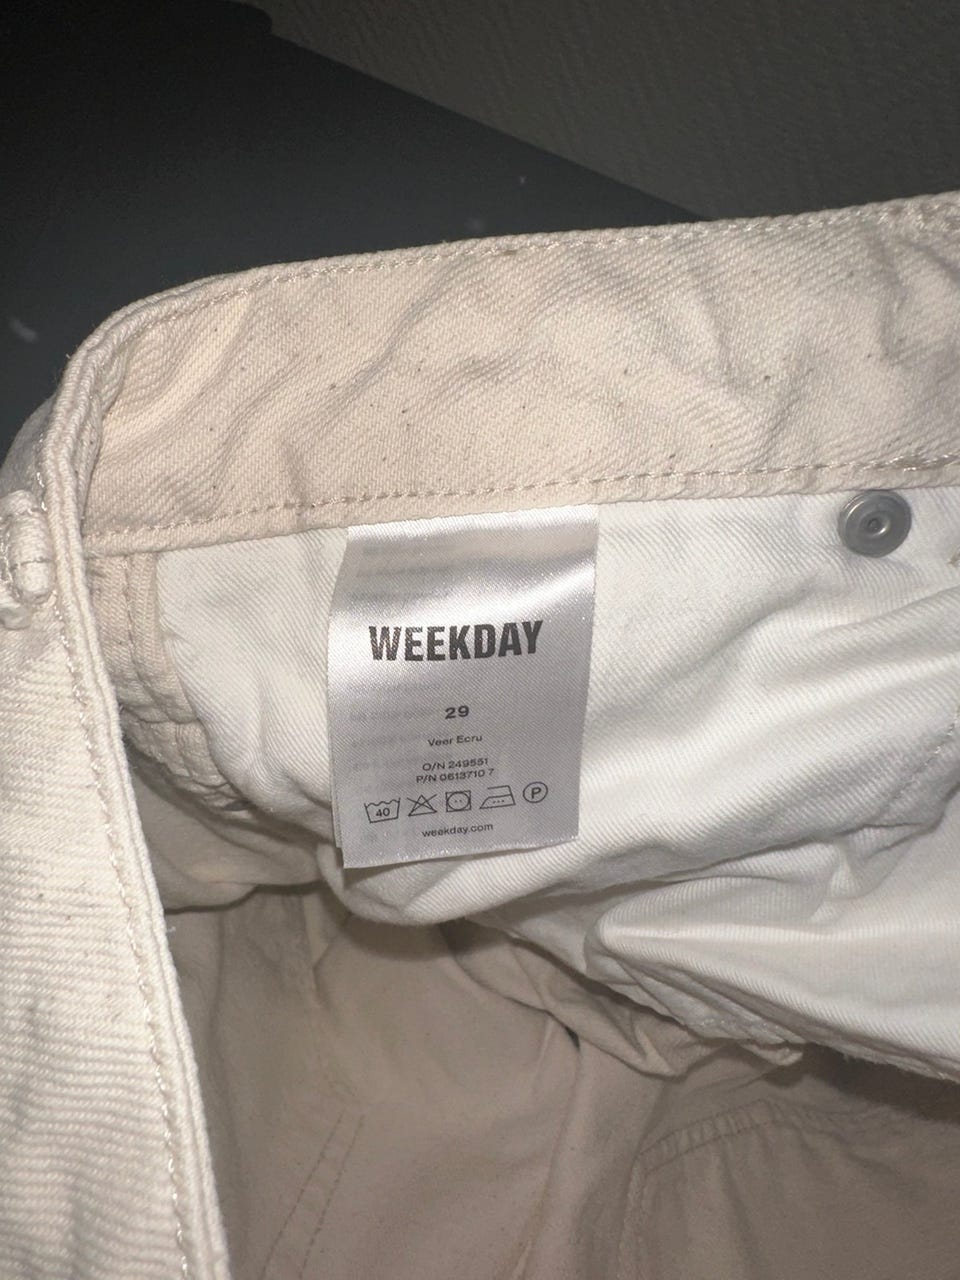 WEEKDAY
29
Veer Ecru
O/N 249551
P/N 0613710 7
40 P
weekday.com